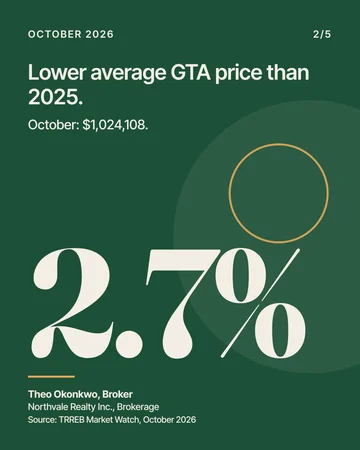 OCTOBER 2026
2/5
Lower average GTA price than
2025.
October: $1,024,108.
2.7%
Theo Okonkwo, Broker
Northvale Realty Inc., Brokerage
Source: TRREB Market Watch, October 2026